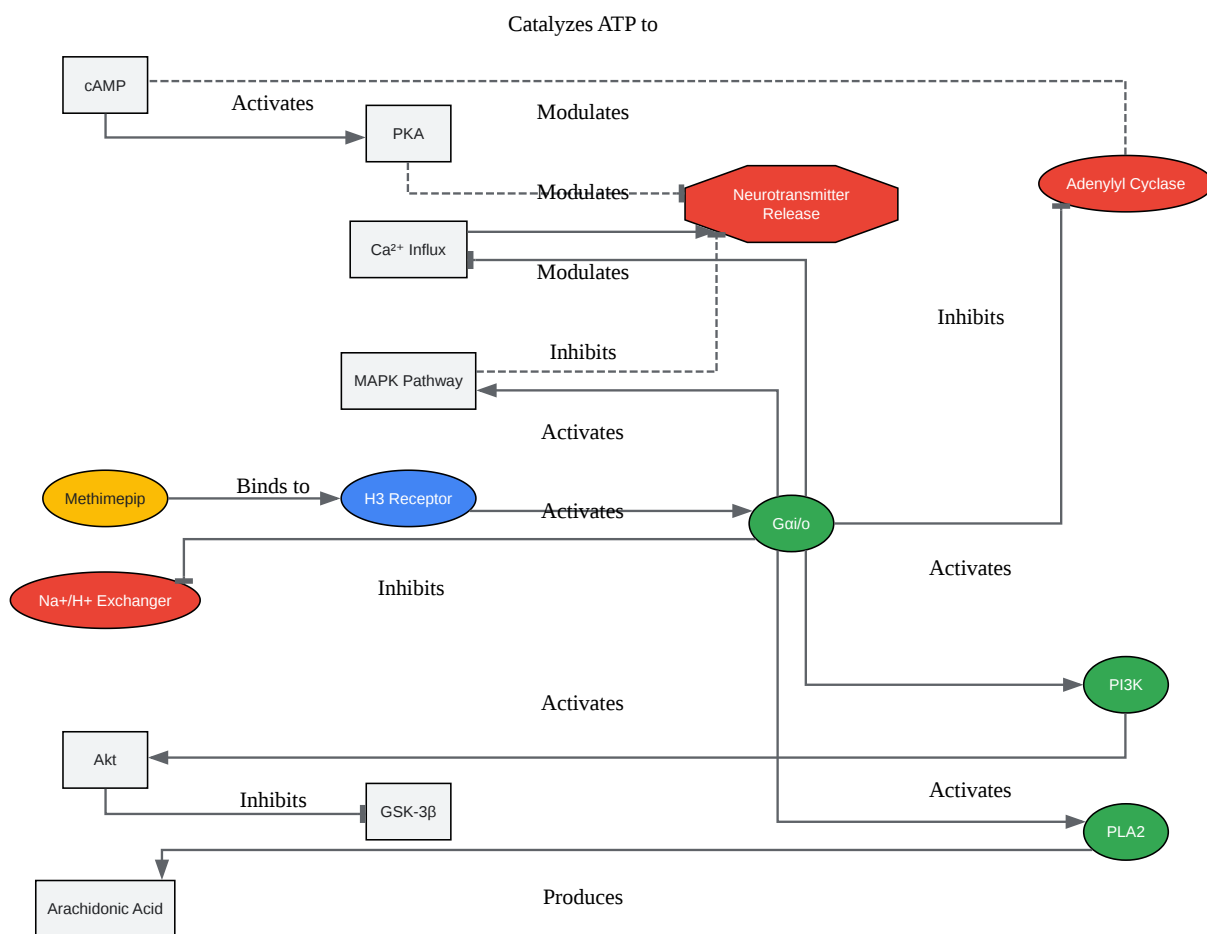 Catalyzes ATP to
cAMP
Activates
Modulates
PKA
Modulates
Neurotransmitter
Release
Adenylyl Cyclase
Ca²⁺ Influx
Modulates
Inhibits
Inhibits
MAPK Pathway
Activates
Methimepip
Binds to
H3 Receptor
Activates
Gαi/o
Activates
Inhibits
Na+/H+ Exchanger
PI3K
Activates
Akt
Activates
Inhibits
GSK-3β
PLA2
Produces
Arachidonic Acid